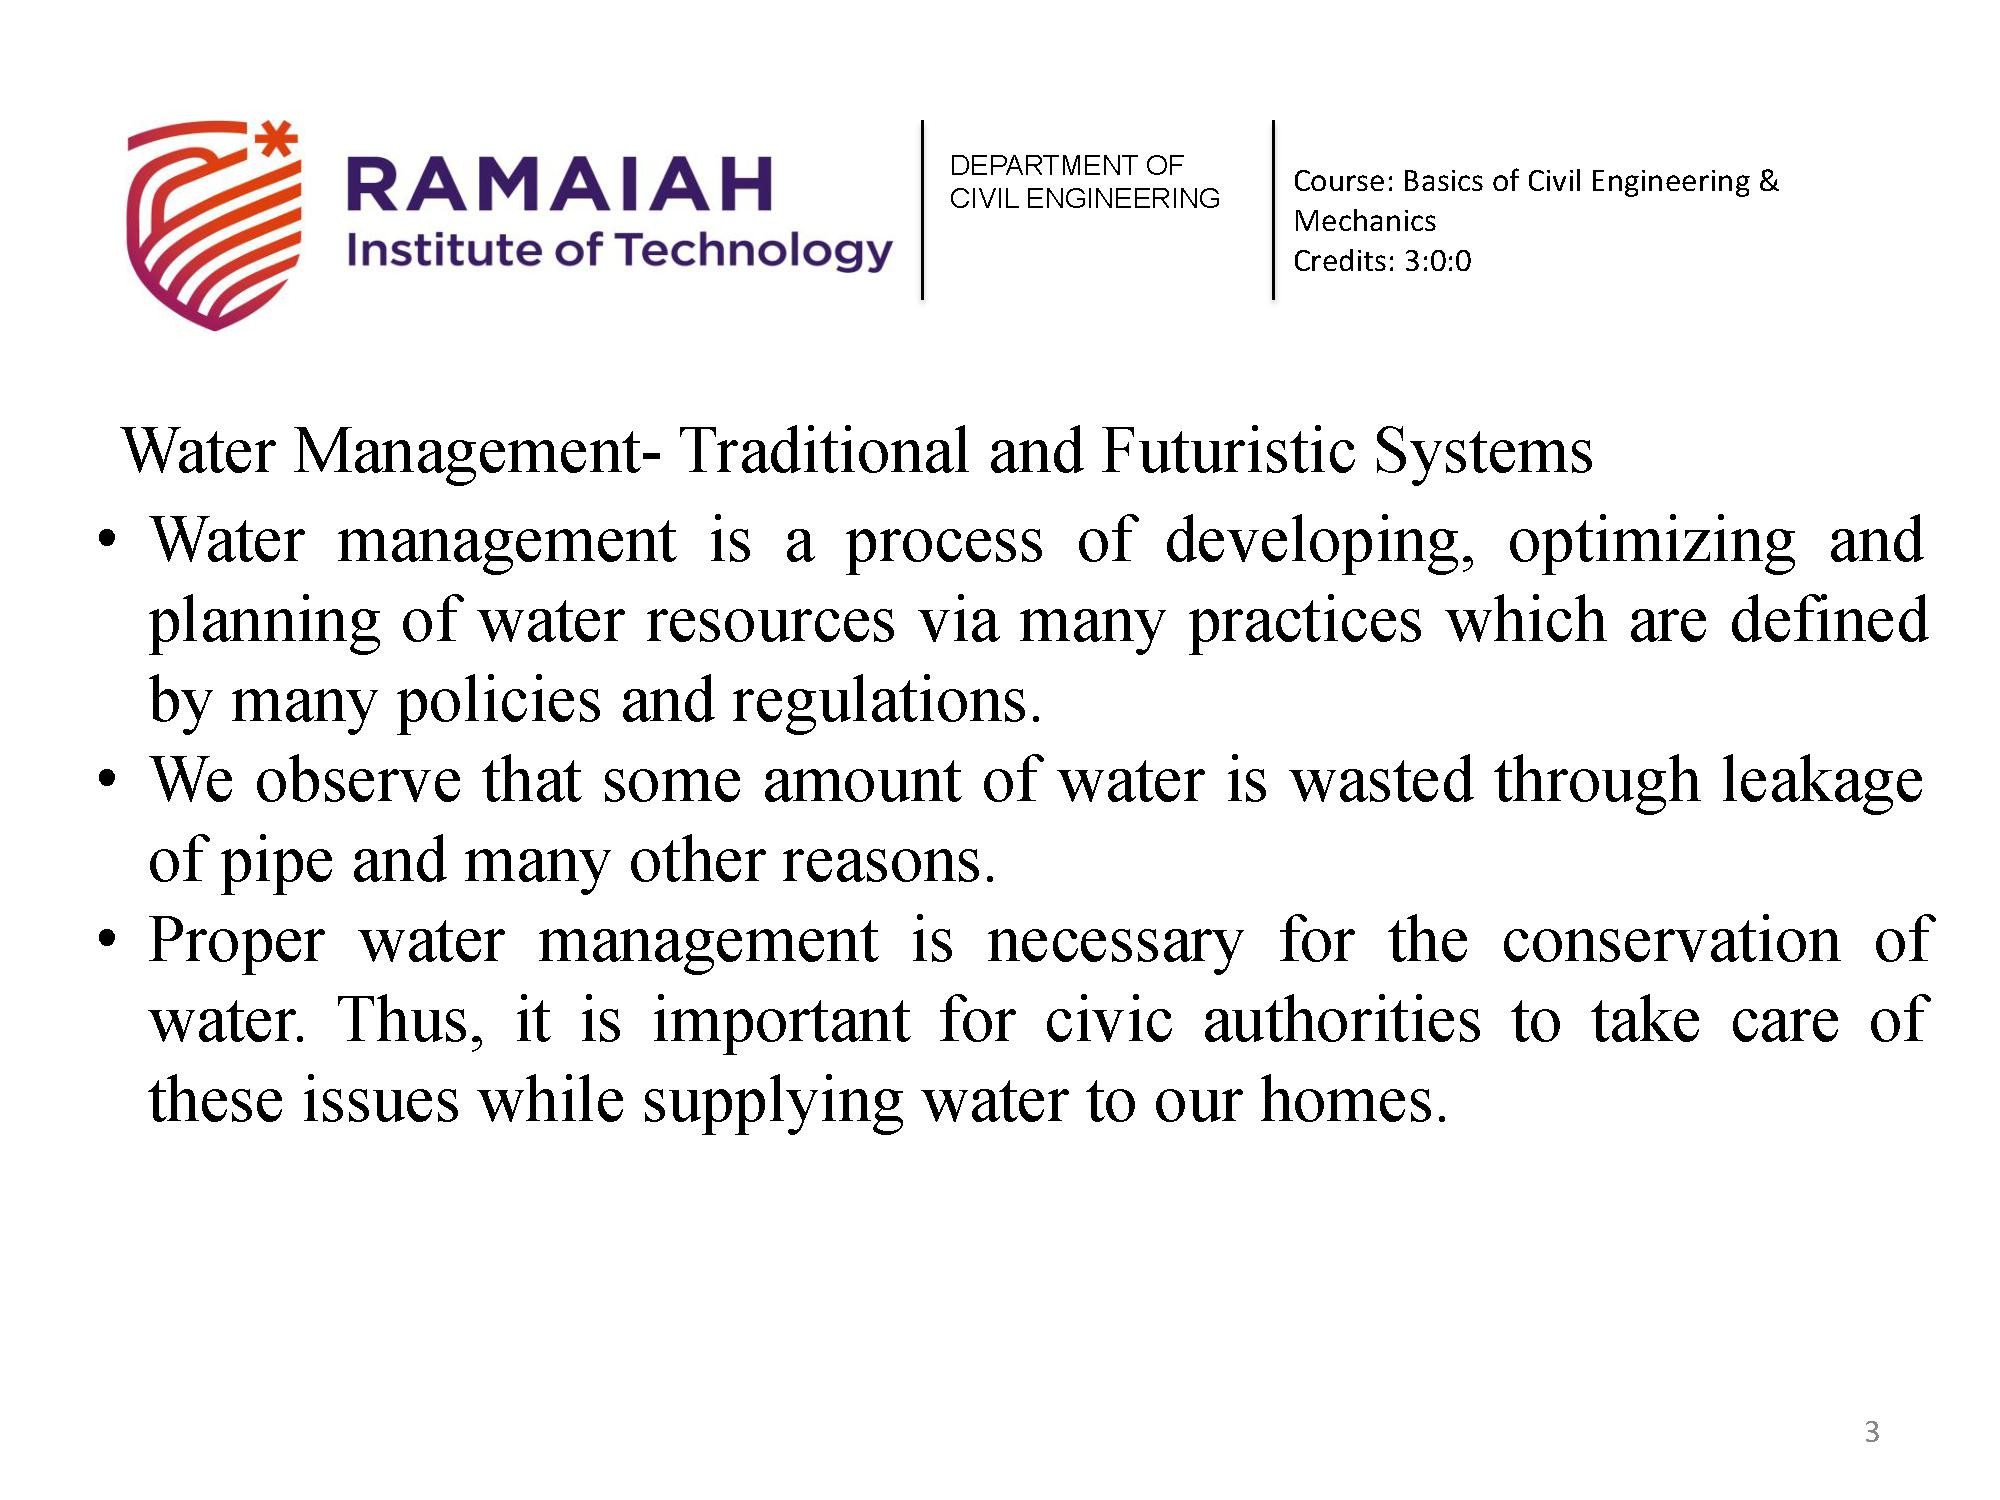 RAMAIAH
Institute of Technology
DEPARTMENT OF
CIVIL ENGINEERING
Course: Basics of Civil Engineering &
Mechanics
Credits: 3:0:0
Water Management- Traditional and Futuristic Systems
• Water management is a process of developing, optimizing and
planning of water resources via many practices which are defined
by many policies and regulations.
• We observe that some amount of water is wasted through leakage
of pipe and many other reasons.
• Proper water management is necessary for the conservation of
water. Thus, it is important for civic authorities to take care of
these issues while supplying water to our homes.
3